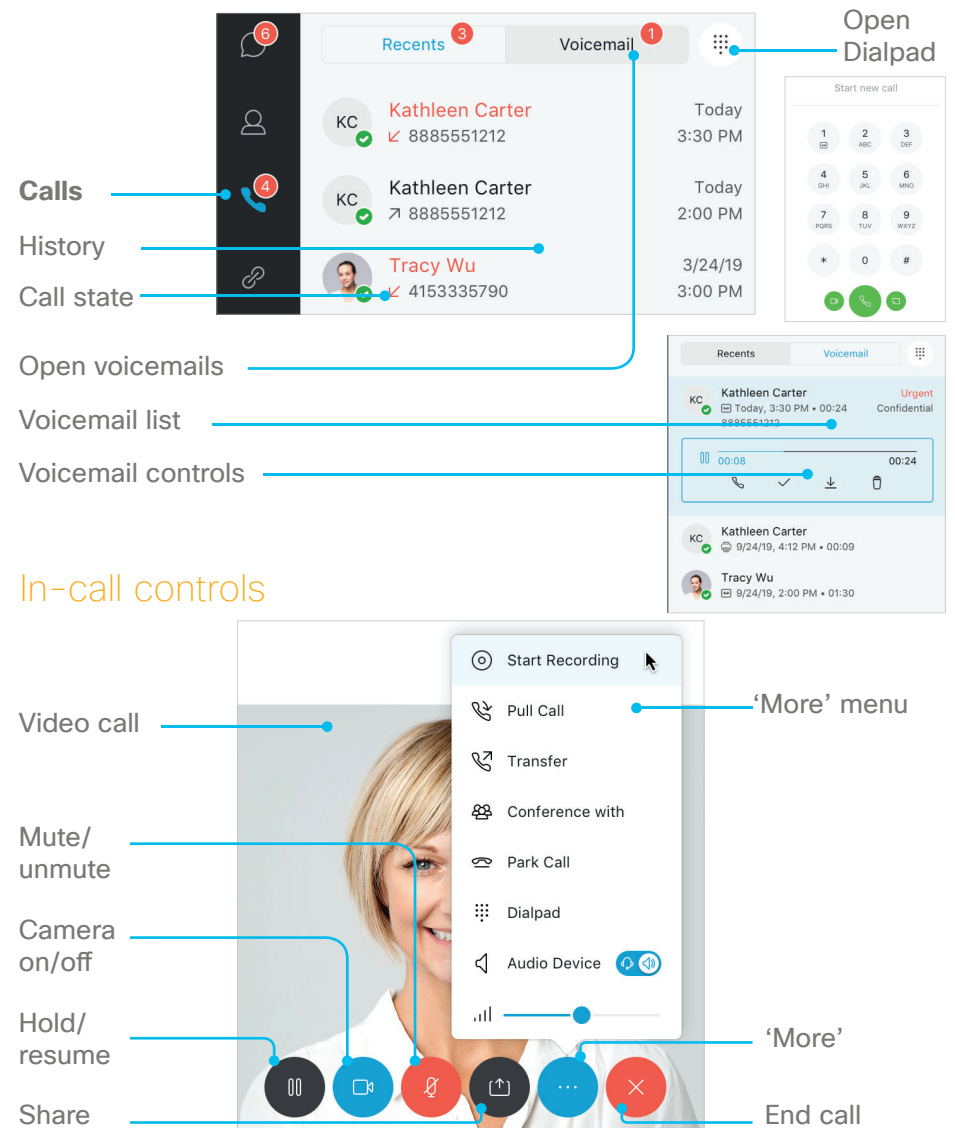 Open
Dialpad
6
Recents 3
Voicemail 1
KC
Kathleen Carter
8885551212
Today
3:30 PM
4
KC
Kathleen Carter
8885551212
Today
2:00 PM
Tracy Wu
4153335790
3/24/19
3:00 PM
Start new call
1 2 3
ABC DEF
4 5 6
GHI JKL MNO
7 8 9
PQRS TUV WXYZ
* 0 #
Calls
History
Call state
Open voicemails
Voicemail list
Voicemail controls
Recents
Voicemail
KC
Kathleen Carter
Today, 3:30 PM • 00:24
8885551212
Urgent
Confidential
00:08
00:24
KC
Kathleen Carter
9/24/19, 4:12 PM • 00:09
Tracy Wu
9/24/19, 2:00 PM • 01:30
In-call controls
Start Recording
Pull Call
Transfer
Conference with
Park Call
Dialpad
Audio Device
Video call
Mute/
unmute
Camera
on/off
Hold/
resume
Share
'More' menu
'More'
End call